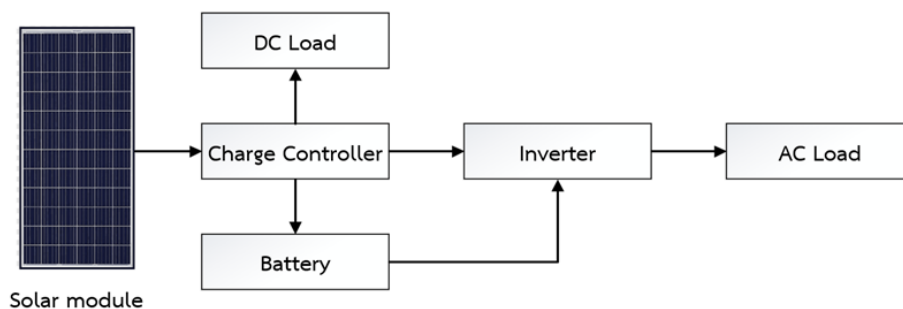 DC Load
Charge Controller
Inverter
AC Load
Battery
Solar module